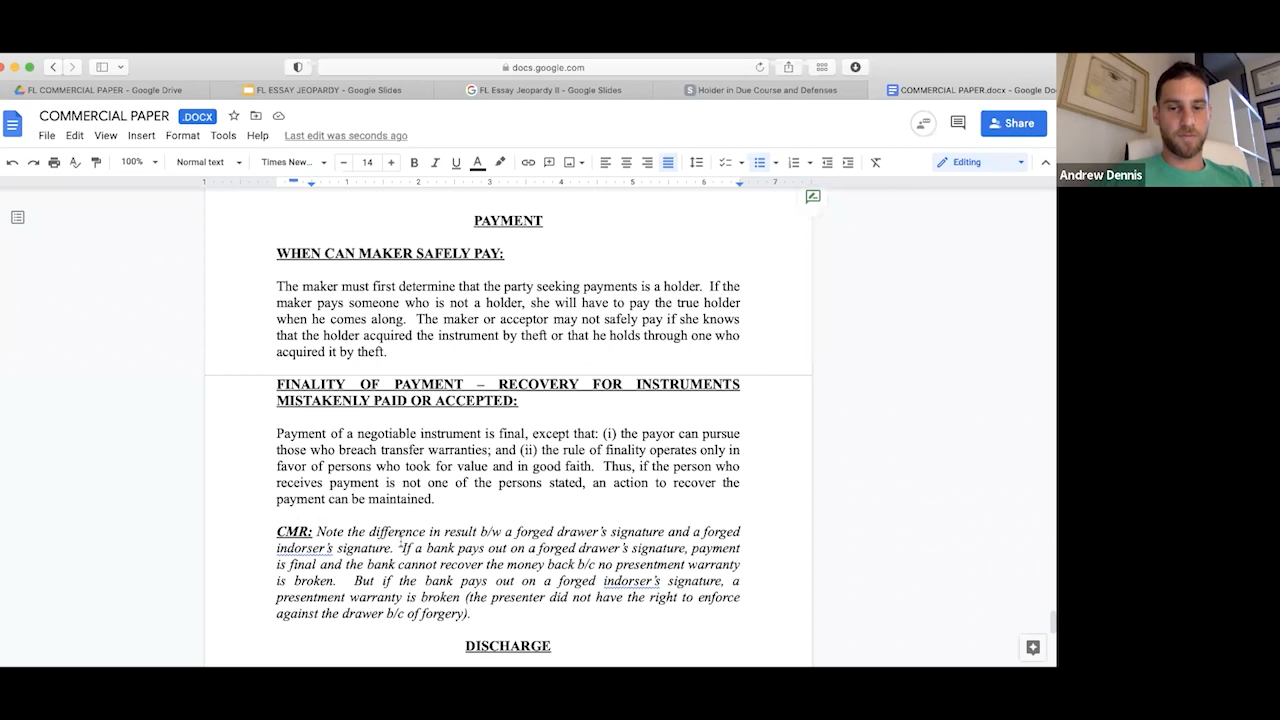 docs.google.com
FL COMMERCIAL PAPER - Google Drive
FL ESSAY JEOPARDY - Google Slides
FL Essay Jeopardy II - Google Slides
Holder in Due Course and Defenses
COMMERCIAL PAPER.docx - Google Do
COMMERCIAL PAPER .DOCX
File Edit View Insert Format Tools Help Last edit was seconds ago
Share
100% Normal text Times New... 14 B I U A Editing
1 1 2 3 4 5 6 7
Andrew Dennis
PAYMENT
WHEN CAN MAKER SAFELY PAY:
The maker must first determine that the party seeking payments is a holder. If the
maker pays someone who is not a holder, she will have to pay the true holder
when he comes along. The maker or acceptor may not safely pay if she knows
that the holder acquired the instrument by theft or that he holds through one who
acquired it by theft.
FINALITY OF PAYMENT – RECOVERY FOR INSTRUMENTS
MISTAKENLY PAID OR ACCEPTED:
Payment of a negotiable instrument is final, except that: (i) the payor can pursue
those who breach transfer warranties; and (ii) the rule of finality operates only in
favor of persons who took for value and in good faith. Thus, if the person who
receives payment is not one of the persons stated, an action to recover the
payment can be maintained.
CMR: Note the difference in result b/w a forged drawer's signature and a forged
indorser's signature. If a bank pays out on a forged drawer's signature, payment
is final and the bank cannot recover the money back b/c no presentment warranty
is broken. But if the bank pays out on a forged indorser's signature, a
presentment warranty is broken (the presenter did not have the right to enforce
against the drawer b/c of forgery).
DISCHARGE